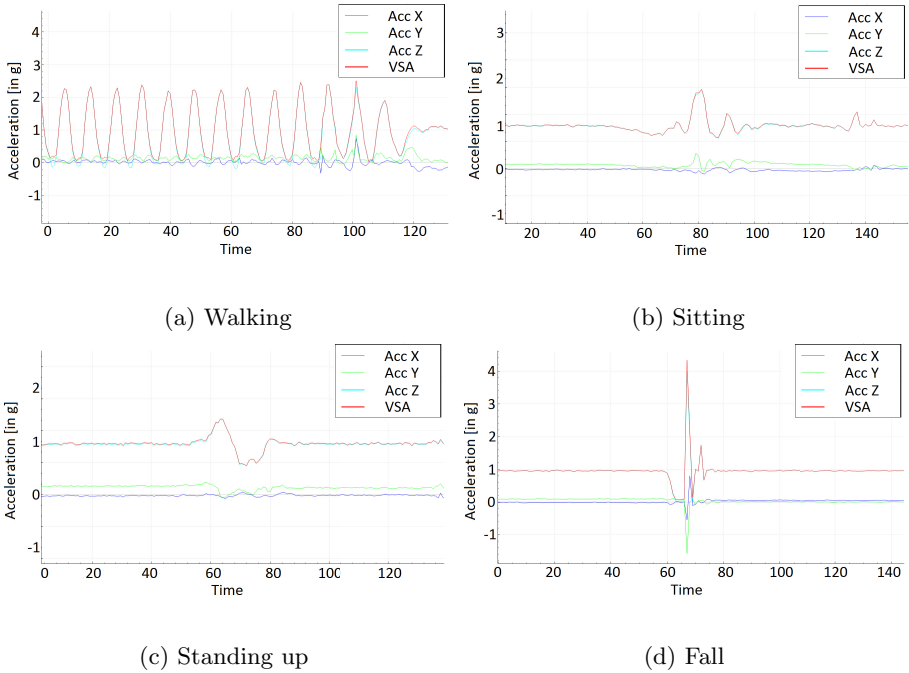 4
3
2
1
0
-1
Acceleration [in g]
0 20 40 60 80 100 120
Time
Acc X
Acc Y
Acc Z
VSA
(a) Walking
3
2
1
0
-1
Acceleration [in g]
20 40 60 80 100 120 140
Time
Acc X
Acc Y
Acc Z
VSA
(b) Sitting
2
1
0
-1
Acceleration [in g]
0 20 40 60 80 100 120
Time
Acc X
Acc Y
Acc Z
VSA
(c) Standing up
4
3
2
1
0
-1
Acceleration [in g]
0 20 40 60 80 100 120 140
Time
Acc X
Acc Y
Acc Z
VSA
(d) Fall